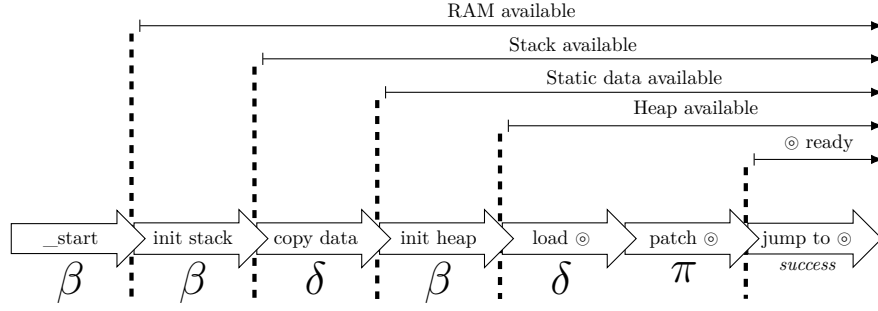 RAM available
Stack available
Static data available
Heap available
⊚ ready
_start init stack copy data init heap load ⊚ patch ⊚ jump to ⊚
success
β β δ β δ π